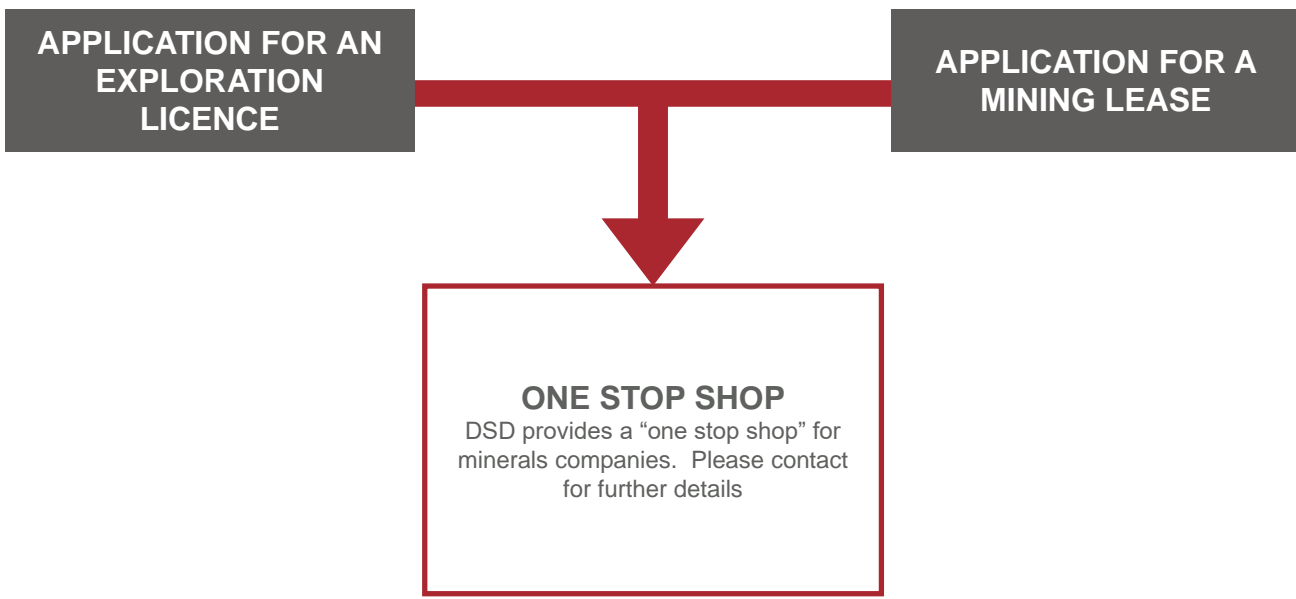 APPLICATION FOR AN
EXPLORATION
LICENCE
APPLICATION FOR A
MINING LEASE
ONE STOP SHOP
DSD provides a “one stop shop” for
minerals companies.  Please contact
for further details